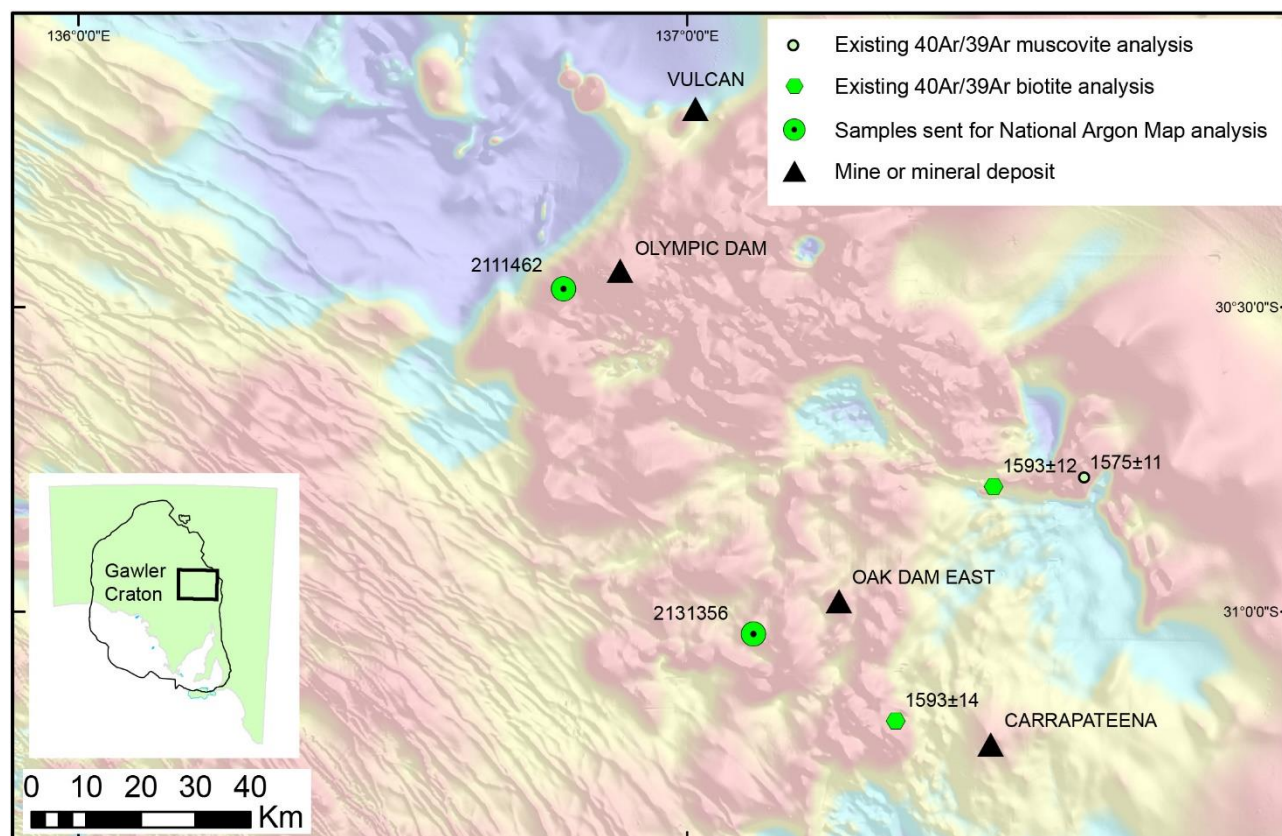 136°0'0"E
137°0'0"E
Existing 40Ar/39Ar muscovite analysis
Existing 40Ar/39Ar biotite analysis
Samples sent for National Argon Map analysis
Mine or mineral deposit
VULCAN
OLYMPIC DAM
2111462
30°30'0"S
1593±12
1575±11
OAK DAM EAST
2131356
31°0'0"S
1593±14
CARRAPATEENA
Gawler
Craton
0 10 20 30 40
Km